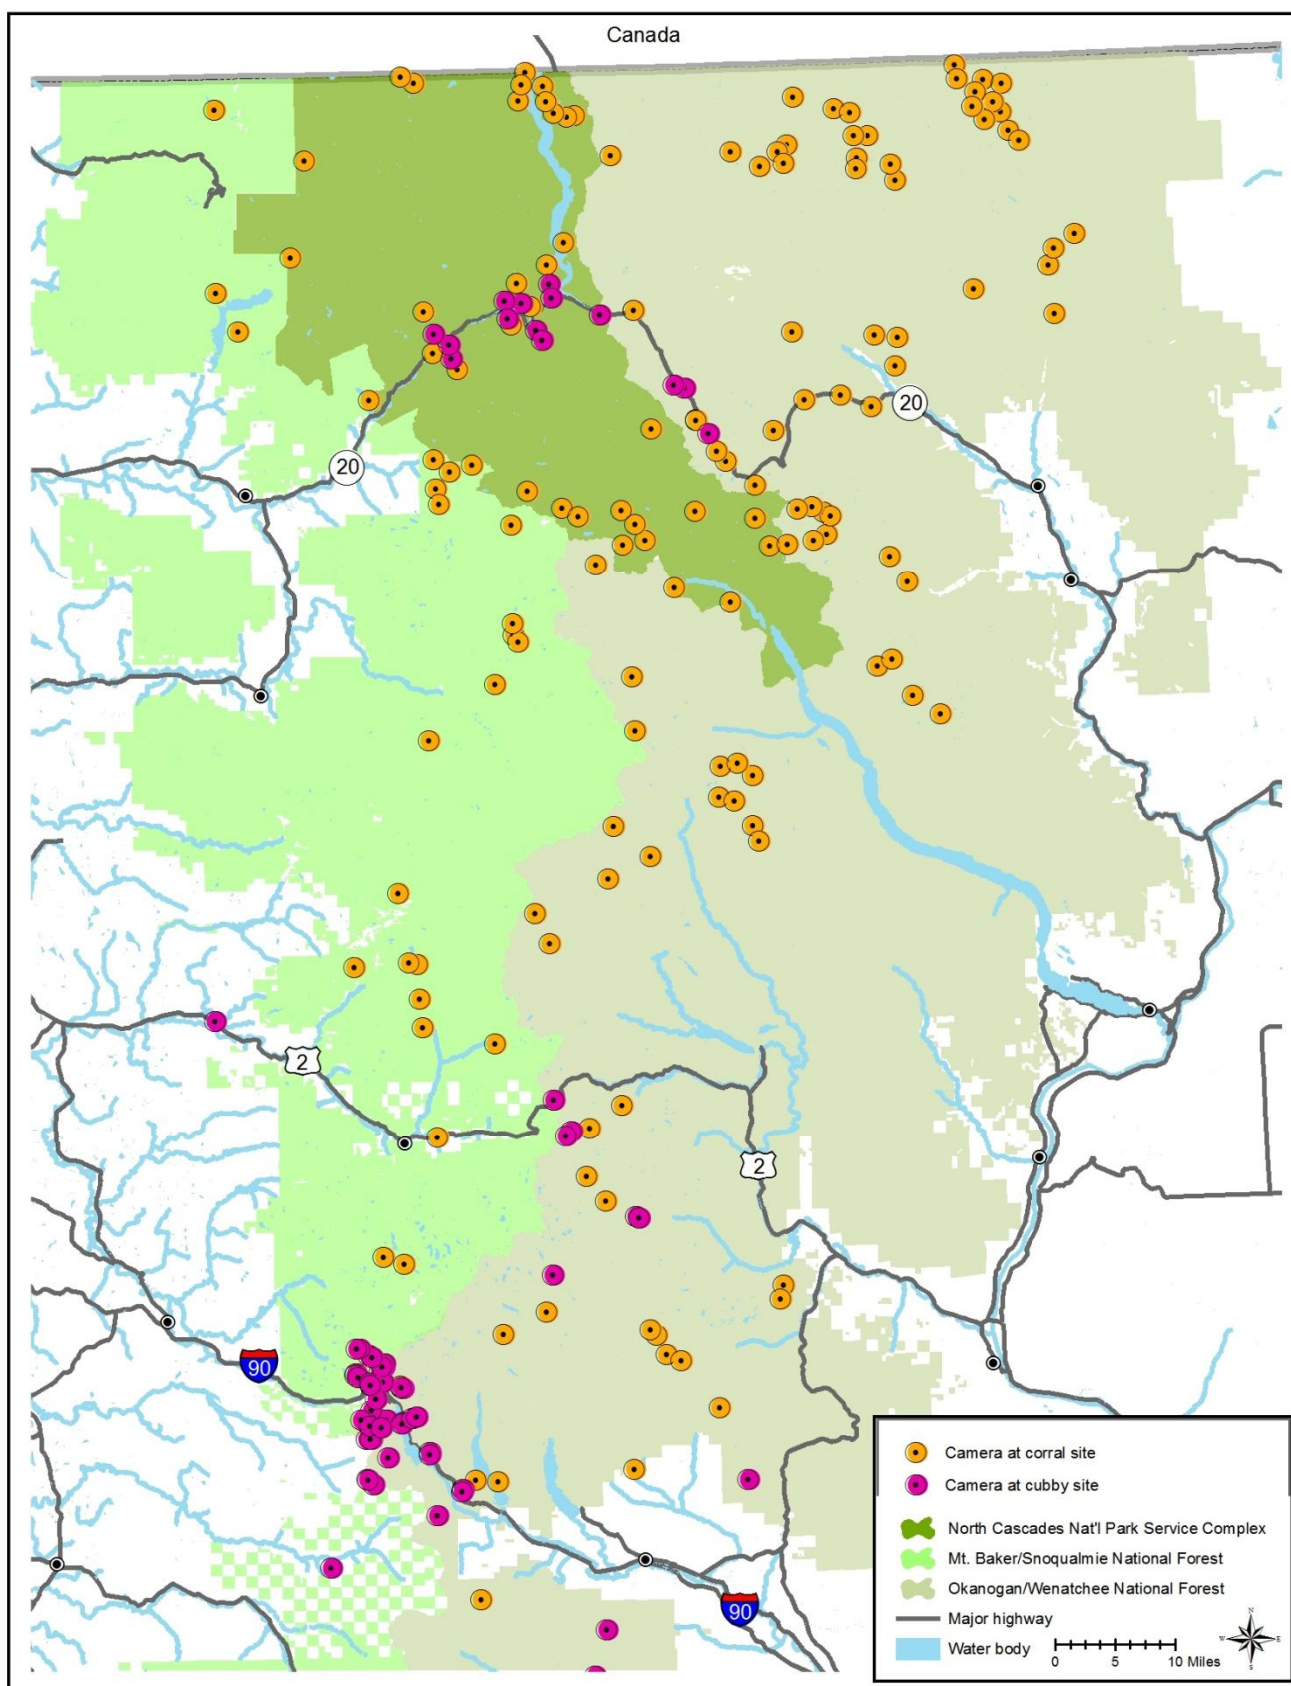 Canada
20
20
2
2
90
90
Camera at corral site
Camera at cubby site
North Cascades Nat'l Park Service Complex
Mt. Baker/Snoqualmie National Forest
Okanogan/Wenatchee National Forest
Major highway
Water body
0 5 10 Miles
N
W E
S